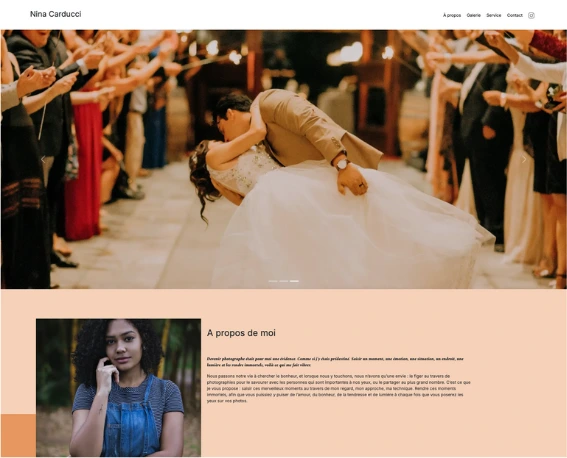 Nina Carducci
A propos Galerie Service Contact
A propos de moi
Devenir photographe était pour moi une évidence. Comme si j'y étais prédestiné. Saisir un moment, une émotion, une situation, un endroit, une
lumière et les rendre immortels, voilà ce qui me fait vibrer.
Nous passons notre vie à chercher le bonheur, et lorsque nous y touchons, nous n'avons qu'une envie : le figer au travers de
photographies pour le savourer avec les personnes qui sont importantes à nos yeux, ou le partager au plus grand nombre. C'est ce que
je vous propose : saisir ces merveilleux moments au travers de mon regard, mon approche, ma technique. Rendre ces moments
immortels, afin que vous puissiez y puiser de l'amour, du bonheur, de la tendresse et de la lumière à chaque fois que vous poserez les
yeux sur vos photos.